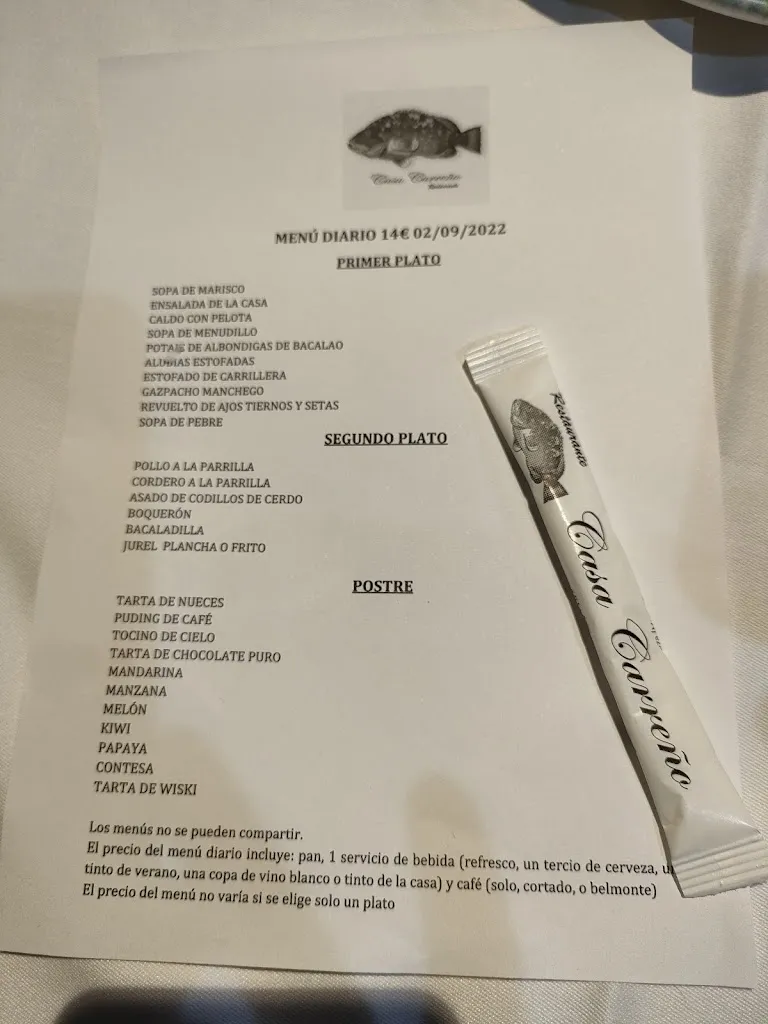 Casa Carreño
Restaurante
MENÚ DIARIO 14€ 02/09/2022
PRIMER PLATO
SOPA DE MARISCO
ENSALADA DE LA CASA
CALDO CON PELOTA
SOPA DE MENUDILLO
POTAJE DE ALBONDIGAS DE BACALAO
ALUBIAS ESTOFADAS
ESTOFADO DE CARRILLERA
GAZPACHO MANCHEGO
REVUELTO DE AJOS TIERNOS Y SETAS
SOPA DE PEBRE
SEGUNDO PLATO
POLLO A LA PARRILLA
CORDERO A LA PARRILLA
ASADO DE CODILLOS DE CERDO
BOQUERÓN
BACALADILLA
JUREL PLANCHA O FRITO
POSTRE
TARTA DE NUECES
PUDING DE CAFÉ
TOCINO DE CIELO
TARTA DE CHOCOLATE PURO
MANDARINA
MANZANA
MELÓN
KIWI
PAPAYA
CONTESA
TARTA DE WISKI
Los menús no se pueden compartir.
El precio del menú diario incluye: pan, 1 servicio de bebida (refresco, un tercio de cerveza,
tinto de verano, una copa de vino blanco o tinto de la casa) y café (solo, cortado, o belmonte)
El precio del menú no varía si se elige solo un plato
Restaurante
Casa Carreño